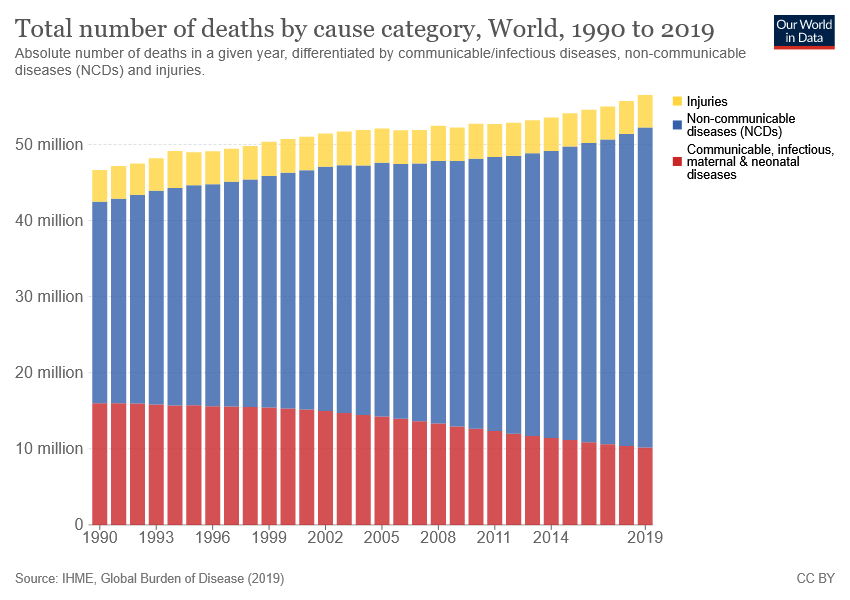 Total number of deaths by cause category, World, 1990 to 2019
Our World
in Data
Absolute number of deaths in a given year, differentiated by communicable/infectious diseases, non-communicable
diseases (NCDs) and injuries.
Injuries
Non-communicable
diseases (NCDs)
Communicable, infectious,
maternal & neonatal
diseases
50 million
40 million
30 million
20 million
10 million
0
1990 1993 1996 1999 2002 2005 2008 2011 2014 2019
Source: IHME, Global Burden of Disease (2019)
CC BY